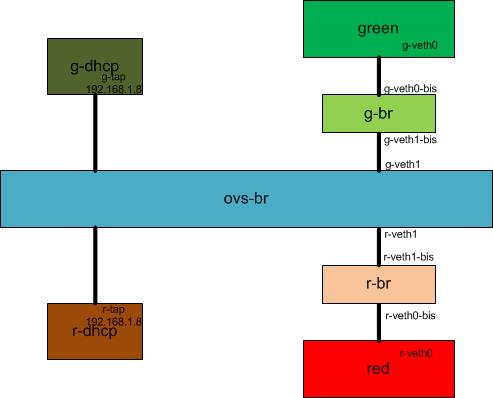 green
g-veth0
g-dhcp
g-tap
192.168.1.8
g-veth0-bis
g-br
g-veth1-bis
g-veth1
ovs-br
r-veth1
r-veth1-bis
r-br
r-tap
192.168.1.8
r-dhcp
r-veth0-bis
r-veth0
red